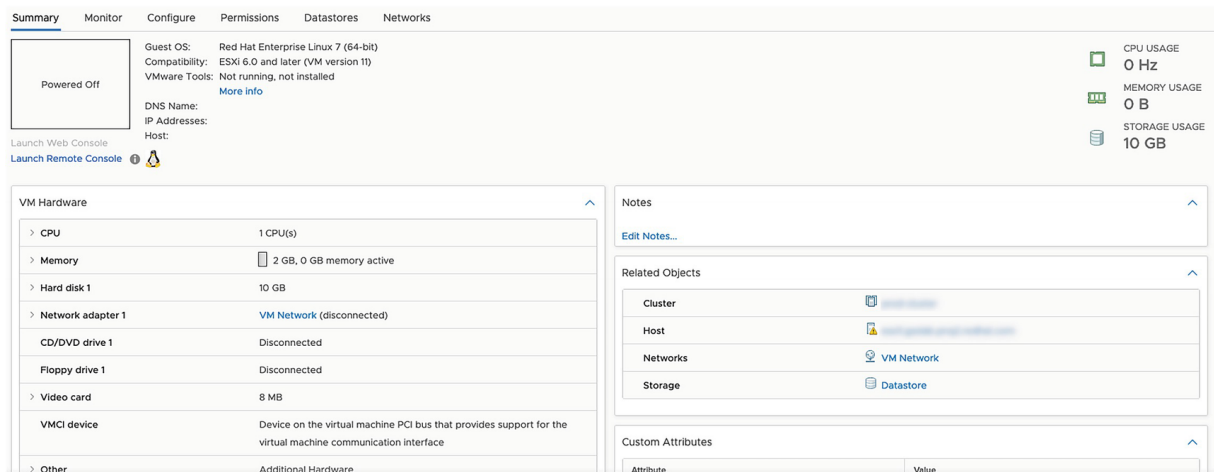 Summary Monitor Configure Permissions Datastores Networks
Powered Off
Launch Web Console
Launch Remote Console
Guest OS: Red Hat Enterprise Linux 7 (64-bit)
Compatibility: ESXi 6.0 and later (VM version 11)
VMware Tools: Not running, not installed
More info
DNS Name:
IP Addresses:
Host:
CPU USAGE
0 Hz
MEMORY USAGE
0 B
STORAGE USAGE
10 GB
VM Hardware
CPU 1 CPU(s)
Memory 2 GB, 0 GB memory active
Hard disk 1 10 GB
Network adapter 1 VM Network (disconnected)
CD/DVD drive 1 Disconnected
Floppy drive 1 Disconnected
Video card 8 MB
VMCI device Device on the virtual machine PCI bus that provides support for the
virtual machine communication interface
Other Additional Hardware
Notes
Edit Notes...
Related Objects
Cluster
Host
Networks VM Network
Storage Datastore
Custom Attributes
Attribute Value